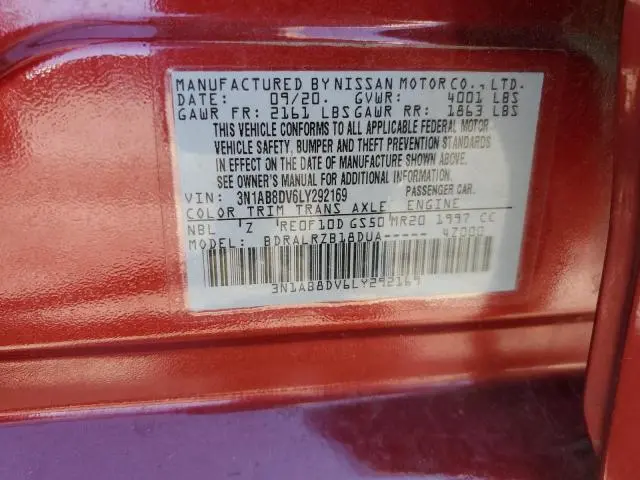 MANUFACTURED BY NISSAN MOTOR CO., LTD.
DATE: 09/20. GVWR: 4001 LBS
GAWR FR: 2161 LBS GAWR RR: 1863 LBS
THIS VEHICLE CONFORMS TO ALL APPLICABLE FEDERAL MOTOR
VEHICLE SAFETY, BUMPER AND THEFT PREVENTION STANDARDS
IN EFFECT ON THE DATE OF MANUFACTURE SHOWN ABOVE.
SEE OWNER'S MANUAL FOR ADDITIONAL INFORMATION.
VIN: 3N1AB8DV6LY292169 PASSENGER CAR.
COLOR TRIM TRANS AXLE ENGINE
NBL Z RE0F10D GS50 MR20 1997 CC
BDRALRZB18DUA----- 4Z000
3N1AB8DV6LY292169